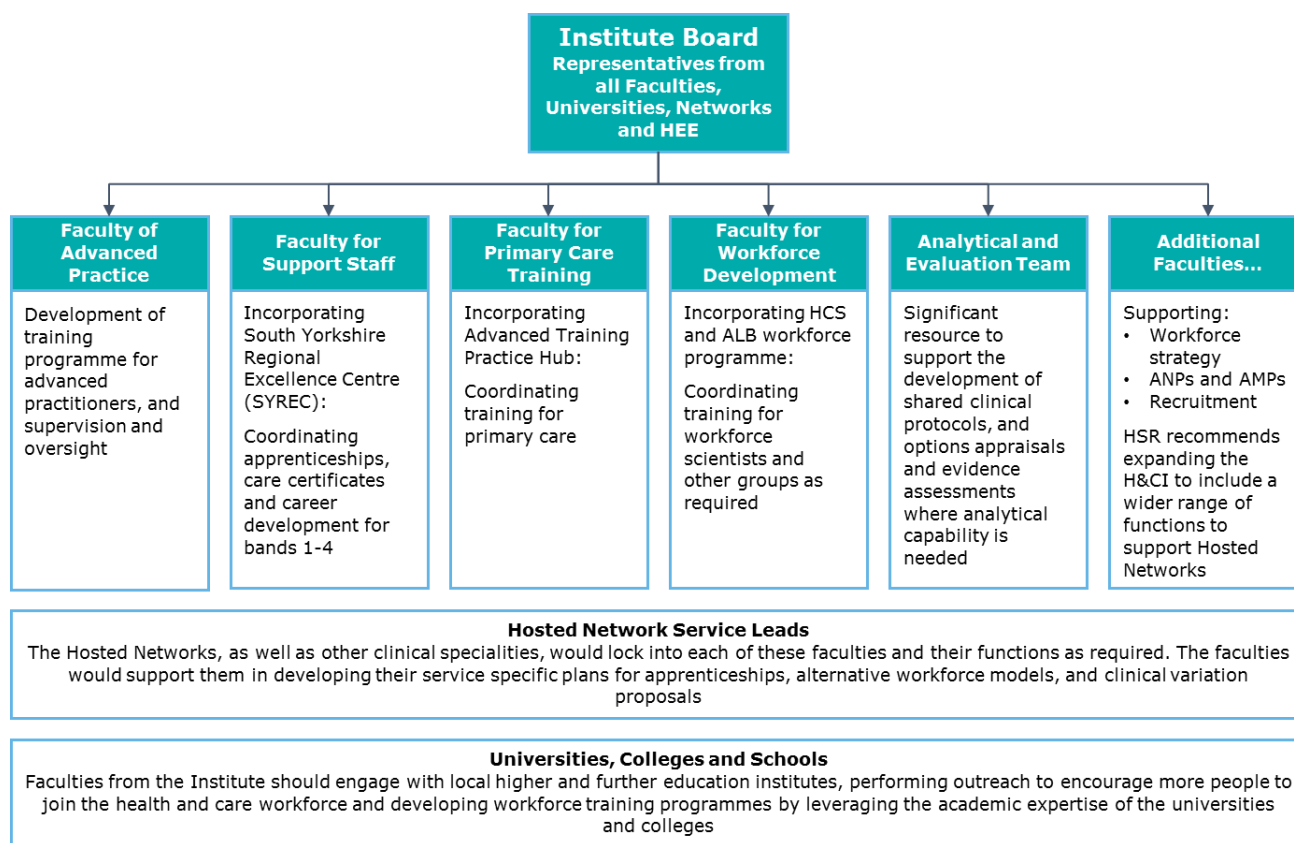 Institute Board
Representatives from
all Faculties,
Universities, Networks
and HEE
Faculty of
Advanced
Practice
Development of
training
programme for
advanced
practitioners, and
supervision and
oversight
Faculty for
Support Staff
Incorporating
South Yorkshire
Regional
Excellence Centre
(SYREC):
Coordinating
apprenticeships,
care certificates
and career
development for
bands 1-4
Faculty for
Primary Care
Training
Incorporating
Advanced Training
Practice Hub:
Coordinating
training for
primary care
Faculty for
Workforce
Development
Incorporating HCS
and ALB workforce
programme:
Coordinating
training for
workforce
scientists and
other groups as
required
Analytical and
Evaluation Team
Significant
resource to
support the
development of
shared clinical
protocols, and
options appraisals
and evidence
assessments
where analytical
capability is
needed
Additional
Faculties...
Supporting:
• Workforce
strategy
• ANPs and AMPs
• Recruitment
HSR recommends
expanding the
H&CI to include a
wider range of
functions to
support Hosted
Networks
Hosted Network Service Leads
The Hosted Networks, as well as other clinical specialities, would lock into each of these faculties and their functions as required. The faculties
would support them in developing their service specific plans for apprenticeships, alternative workforce models, and clinical variation
proposals
Universities, Colleges and Schools
Faculties from the Institute should engage with local higher and further education institutes, performing outreach to encourage more people to
join the health and care workforce and developing workforce training programmes by leveraging the academic expertise of the universities
and colleges